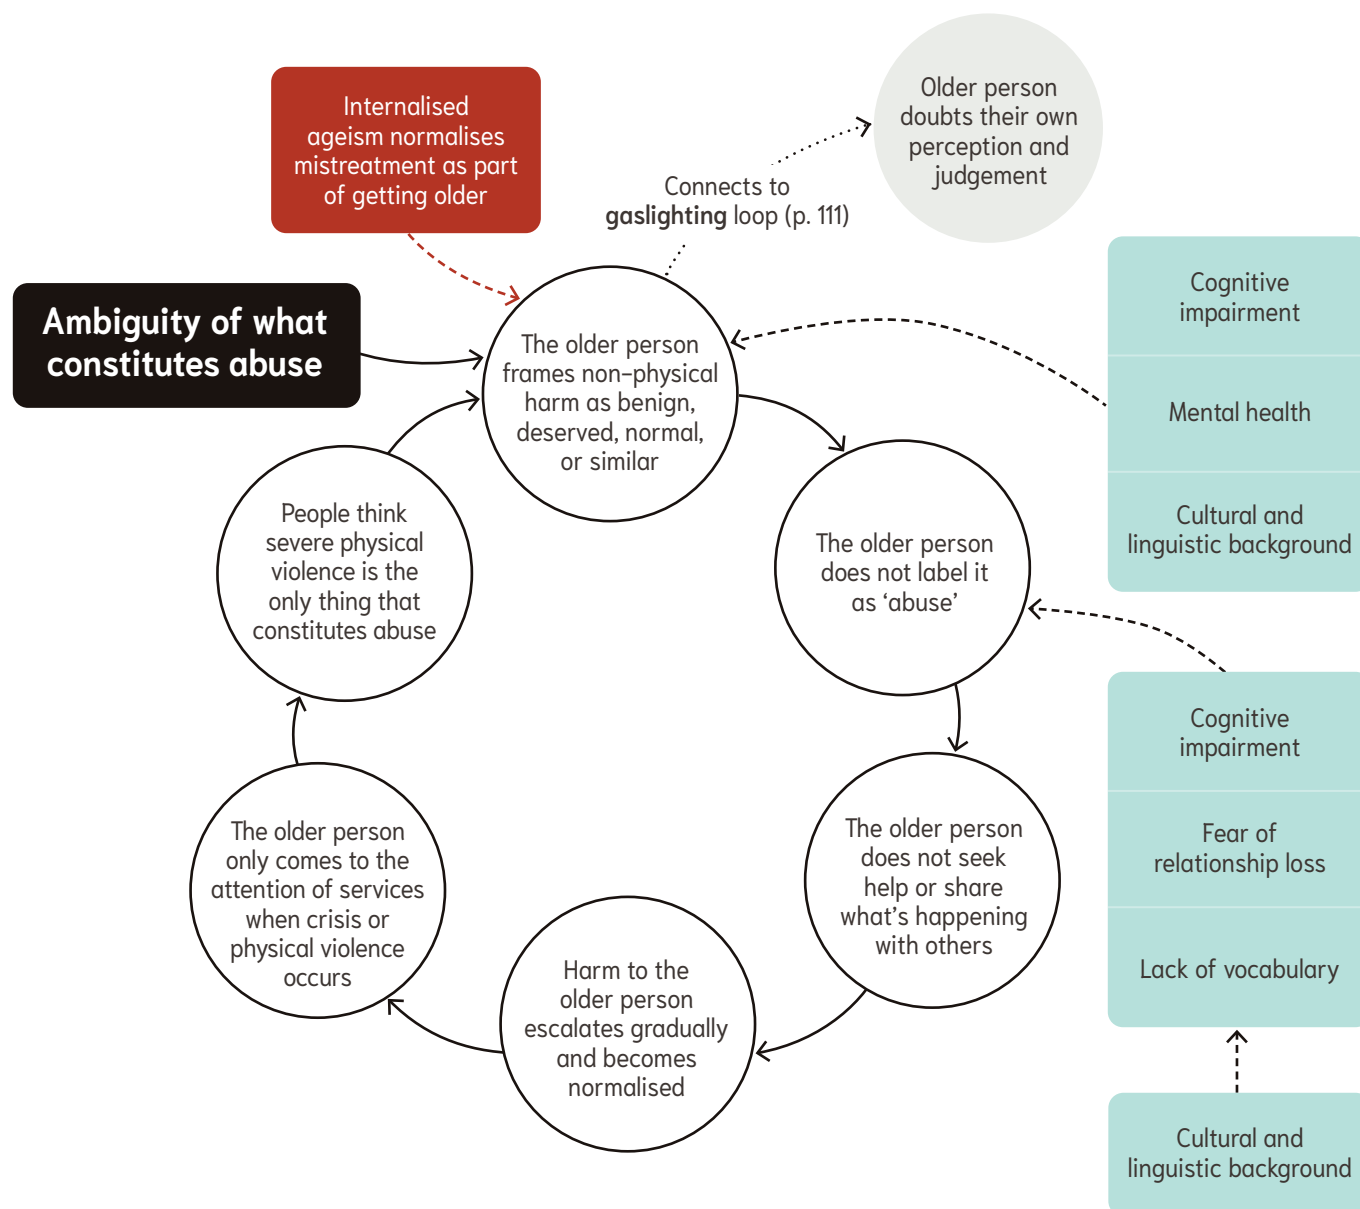 Internalised
ageism normalises
mistreatment as part
of getting older
Older person
doubts their own
perception and
judgement
Connects to
gaslighting loop (p. 111)
Ambiguity of what
constitutes abuse
The older person
frames non-physical
harm as benign,
deserved, normal,
or similar
Cognitive
impairment
Mental health
Cultural and
linguistic background
The older person
does not label it
as ‘abuse’
People think
severe physical
violence is the
only thing that
constitutes abuse
Cognitive
impairment
Fear of
relationship loss
Lack of vocabulary
Cultural and
linguistic background
The older person
does not seek
help or share
what’s happening
with others
Harm to the
older person
escalates gradually
and becomes
normalised
The older person
only comes to the
attention of services
when crisis or
physical violence
occurs